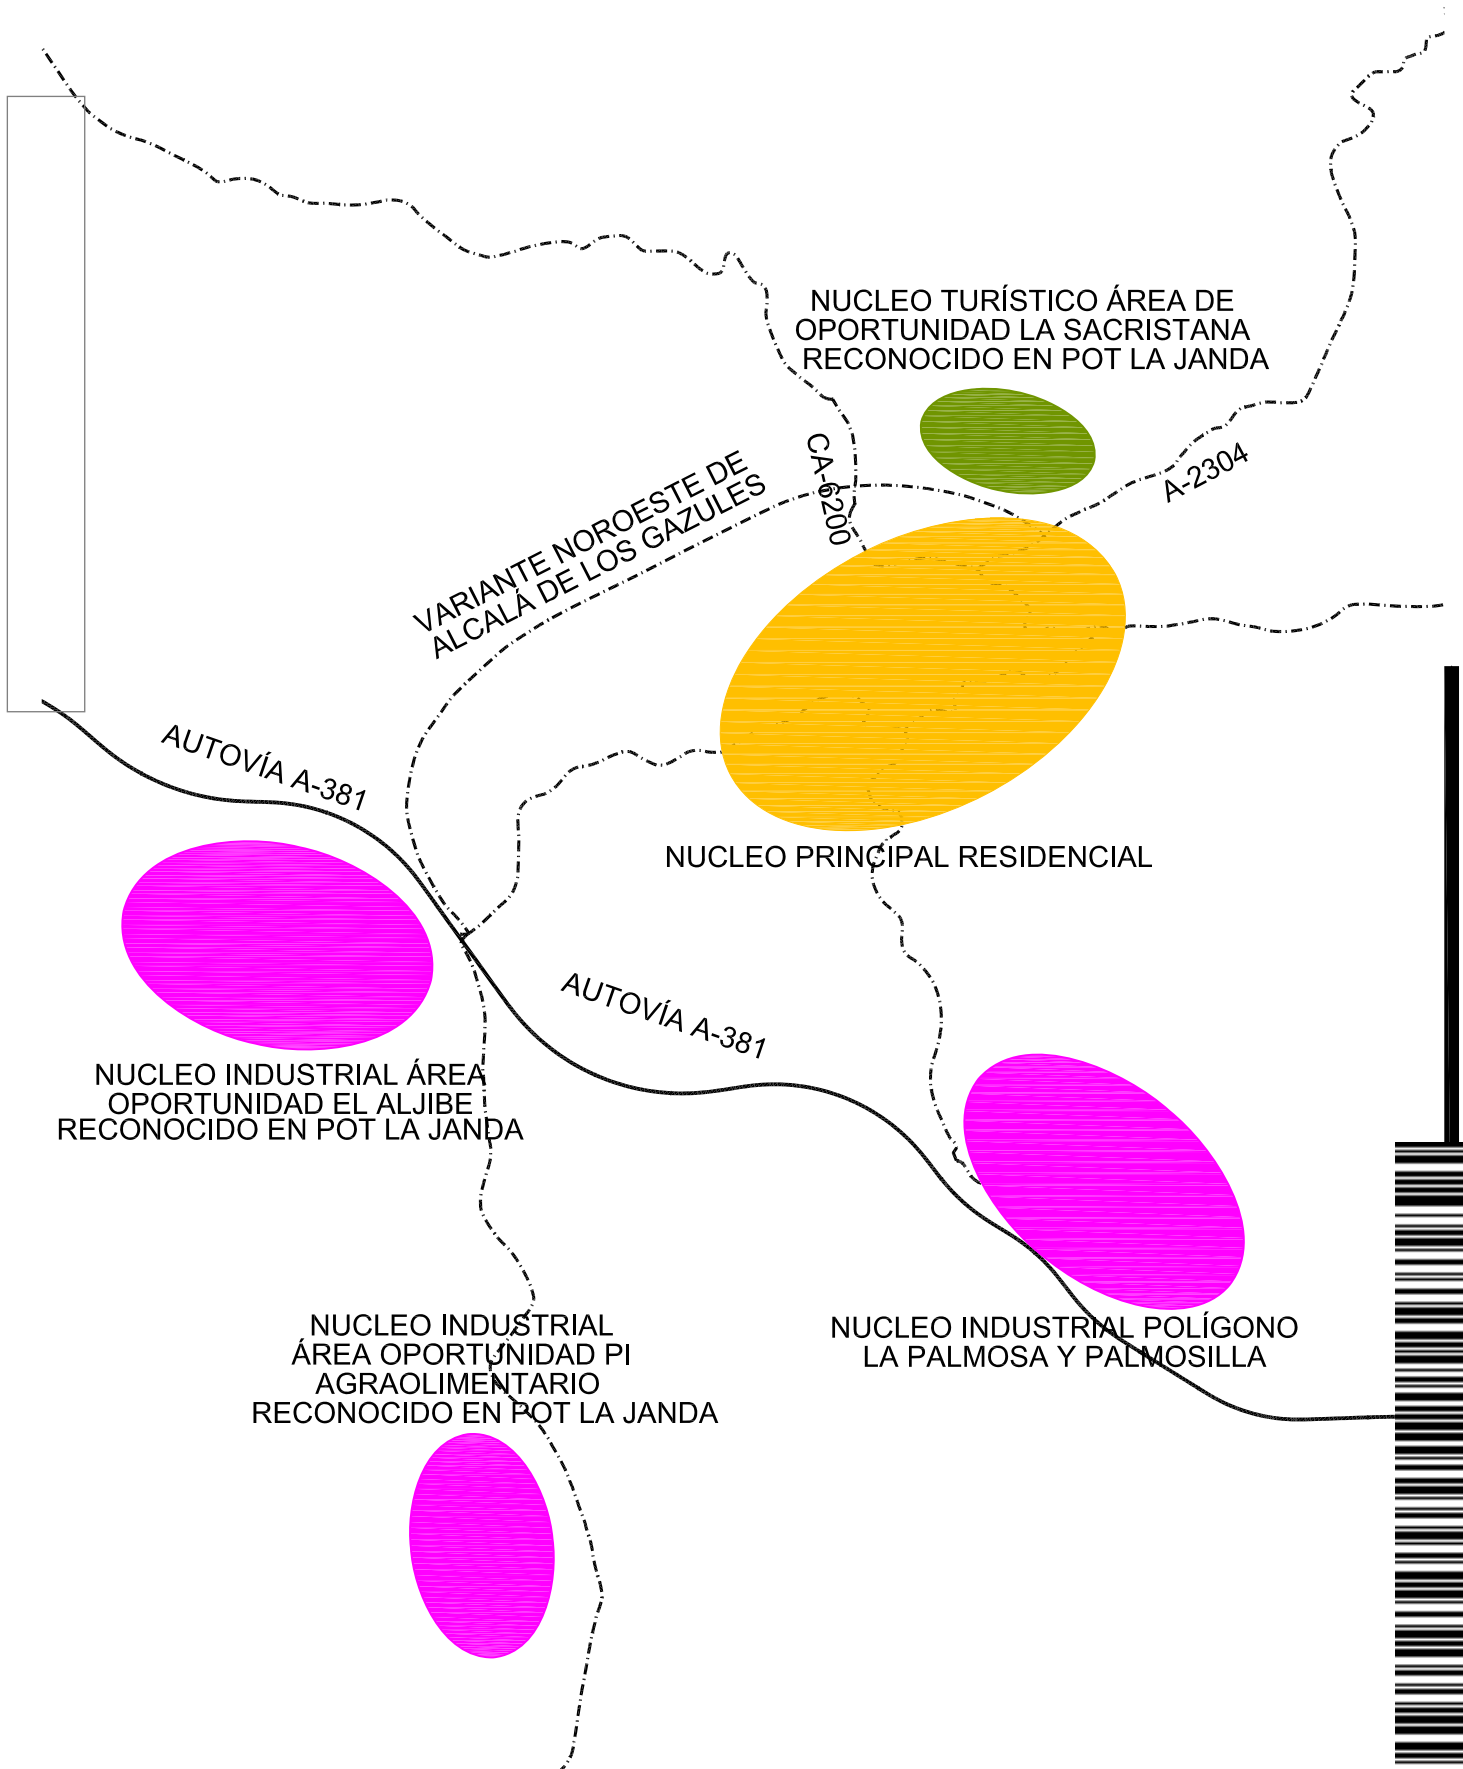 NUCLEO TURÍSTICO ÁREA DE
OPORTUNIDAD LA SACRISTANA
RECONOCIDO EN POT LA JANDA
CA-6200
A-2304
VARIANTE NOROESTE DE
ALCALÁ DE LOS GAZULES
AUTOVÍA A-381
NUCLEO PRINCIPAL RESIDENCIAL
AUTOVÍA A-381
NUCLEO INDUSTRIAL ÁREA
OPORTUNIDAD EL ALJIBE
RECONOCIDO EN POT LA JANDA
NUCLEO INDUSTRIAL
ÁREA OPORTUNIDAD PI
AGRAOLIMENTARIO
RECONOCIDO EN POT LA JANDA
NUCLEO INDUSTRIAL POLÍGONO
LA PALMOSA Y PALMOSILLA